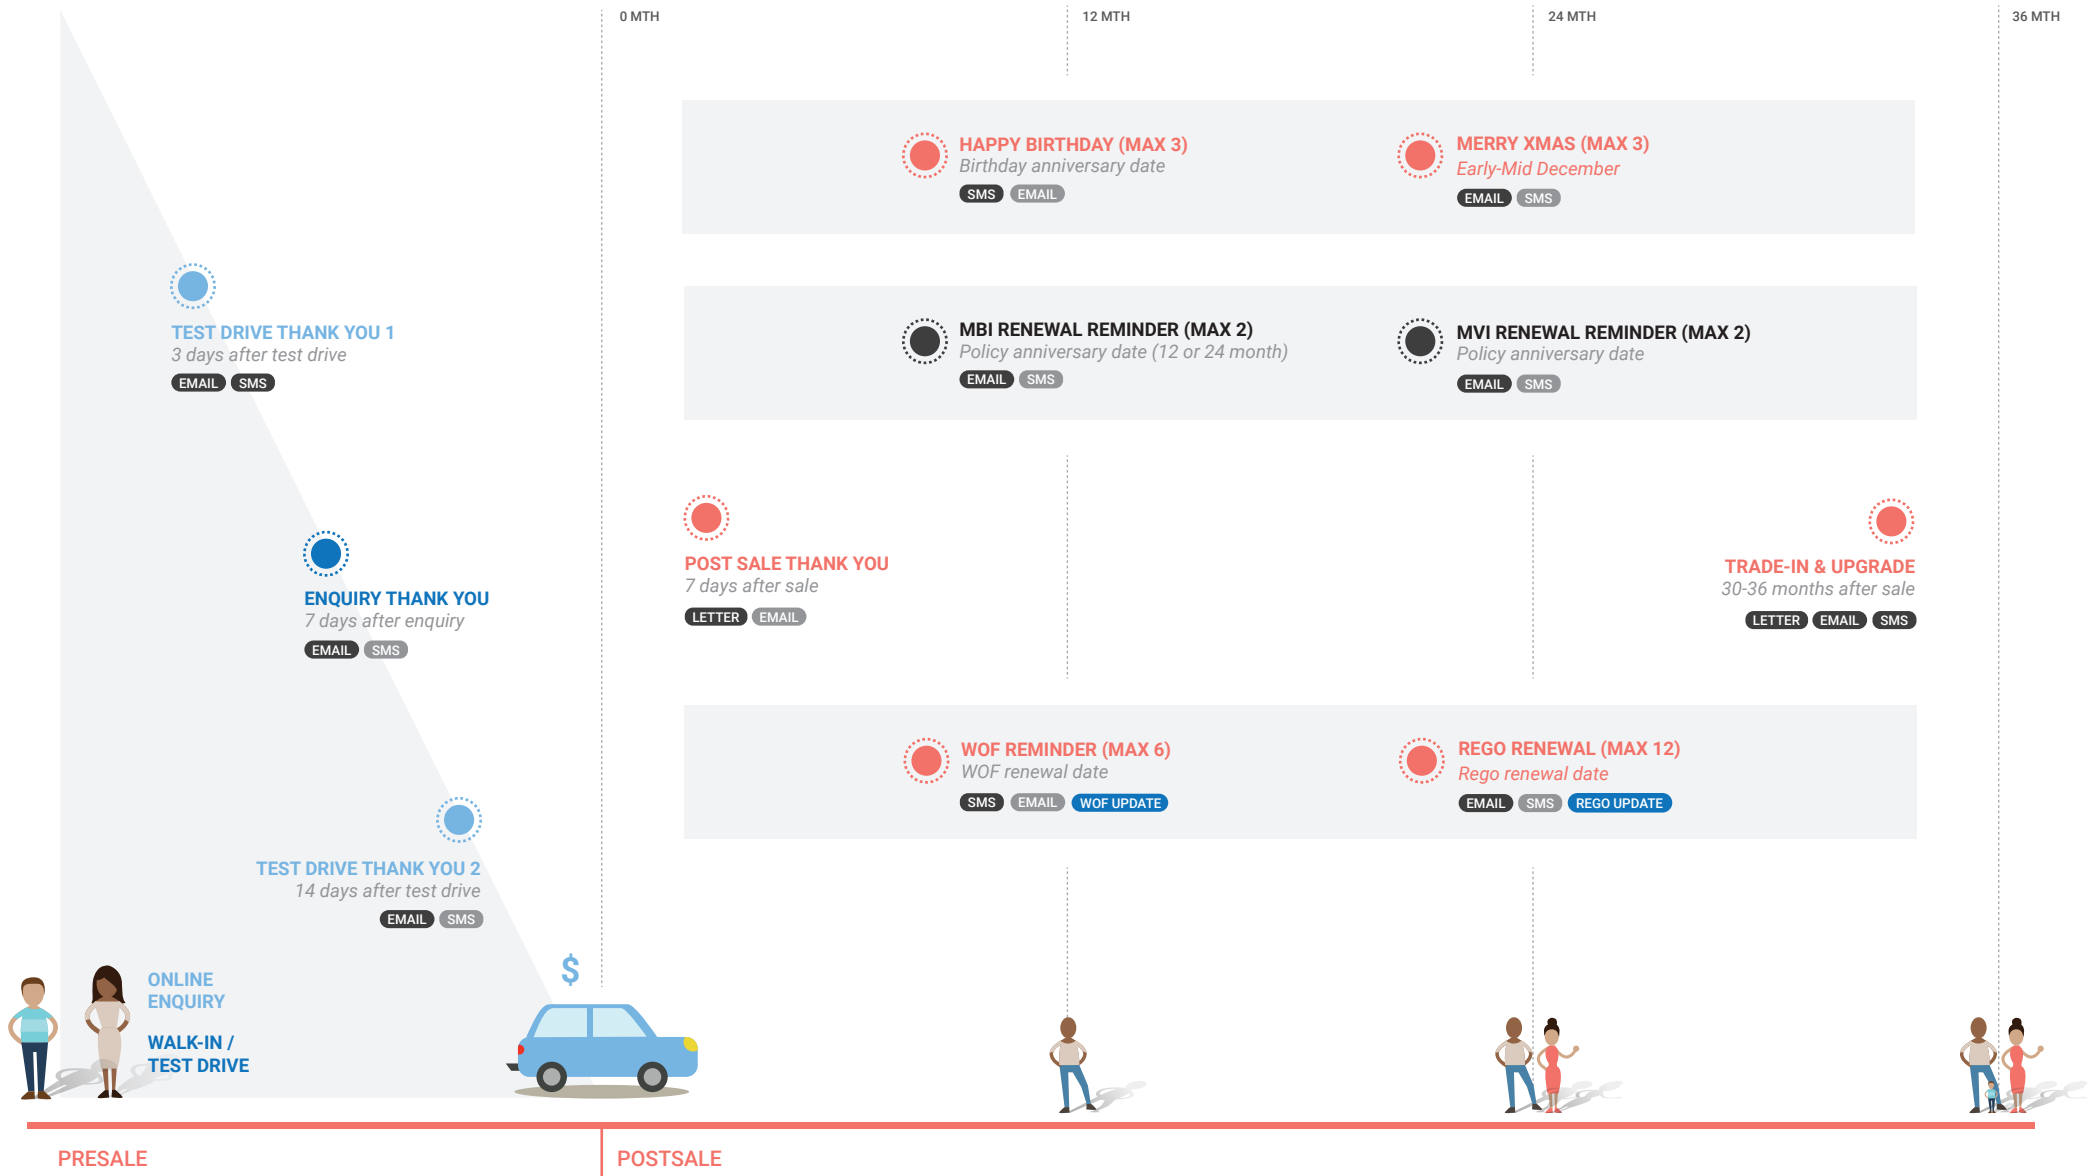 0 MTH
12 MTH
24 MTH
36 MTH
HAPPY BIRTHDAY (MAX 3)
Birthday anniversary date
SMS EMAIL
MERRY XMAS (MAX 3)
Early-Mid December
EMAIL SMS
TEST DRIVE THANK YOU 1
3 days after test drive
EMAIL SMS
MBI RENEWAL REMINDER (MAX 2)
Policy anniversary date (12 or 24 month)
EMAIL SMS
MVI RENEWAL REMINDER (MAX 2)
Policy anniversary date
EMAIL SMS
ENQUIRY THANK YOU
7 days after enquiry
EMAIL SMS
POST SALE THANK YOU
7 days after sale
LETTER EMAIL
TRADE-IN & UPGRADE
30-36 months after sale
LETTER EMAIL SMS
WOF REMINDER (MAX 6)
WOF renewal date
SMS EMAIL WOF UPDATE
REGO RENEWAL (MAX 12)
Rego renewal date
EMAIL SMS REGO UPDATE
TEST DRIVE THANK YOU 2
14 days after test drive
EMAIL SMS
ONLINE
ENQUIRY
WALK-IN /
TEST DRIVE
$
PRESALE
POSTSALE